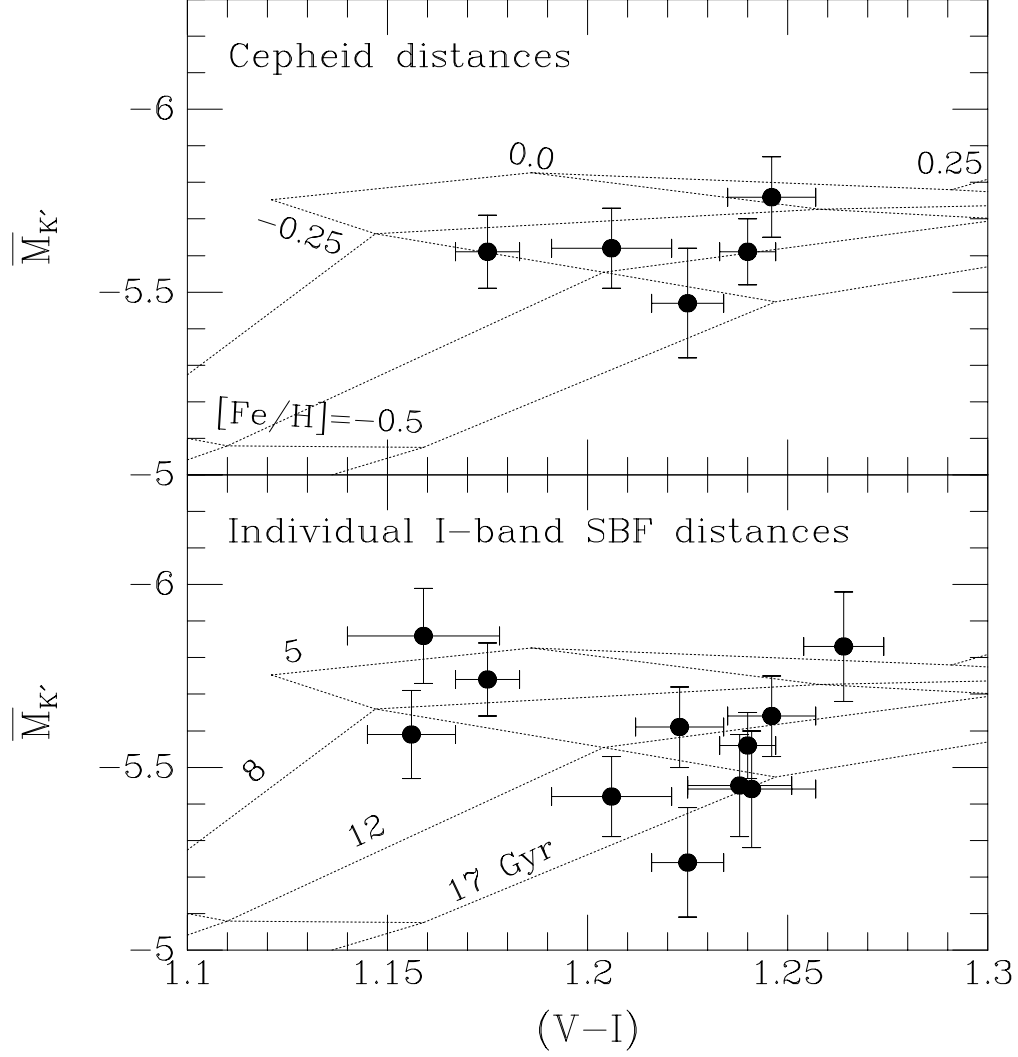 Cepheid distances
−6
0.0
0.25
−0.25
M̅K′
−5.5
[Fe/H]=−0.5
−5
Individual I−band SBF distances
−6
5
M̅K′
−5.5
8
12
17 Gyr
−5
1.1 1.15 1.2 1.25 1.3
(V−I)